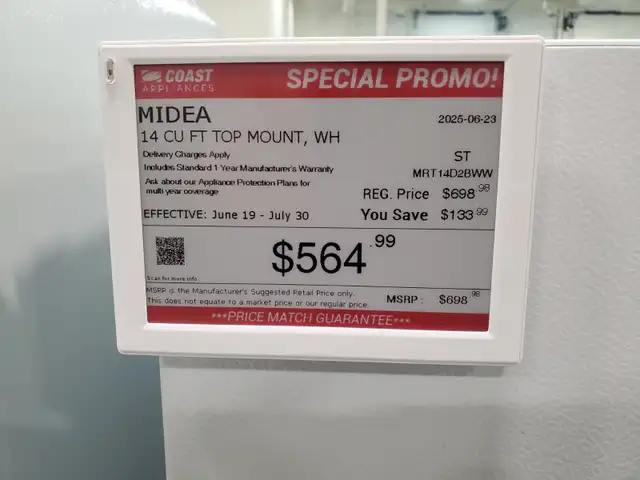 COAST
APPLIANCES
SPECIAL PROMO!
MIDEA
2025-06-23
14 CU FT TOP MOUNT, WH
Delivery Charges Apply
ST
Includes Standard 1 Year Manufacturer's Warranty
MRT14D2BWW
Ask about our Appliance Protection Plans for
multi year coverage
REG. Price $698.98
EFFECTIVE: June 19 - July 30
You Save $133.99
$564.99
Scan for more info
MSRP is the Manufacturer's Suggested Retail Price only.
This does not equate to a market price or our regular price.
MSRP: $698.98
***PRICE MATCH GUARANTEE***